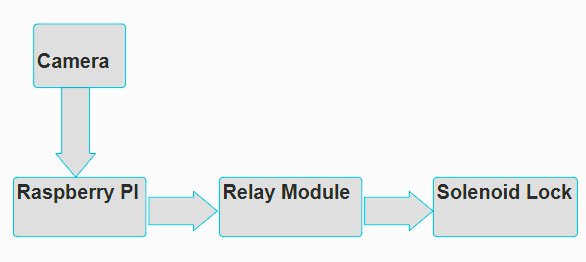 Camera
Raspberry PI
Relay Module
Solenoid Lock